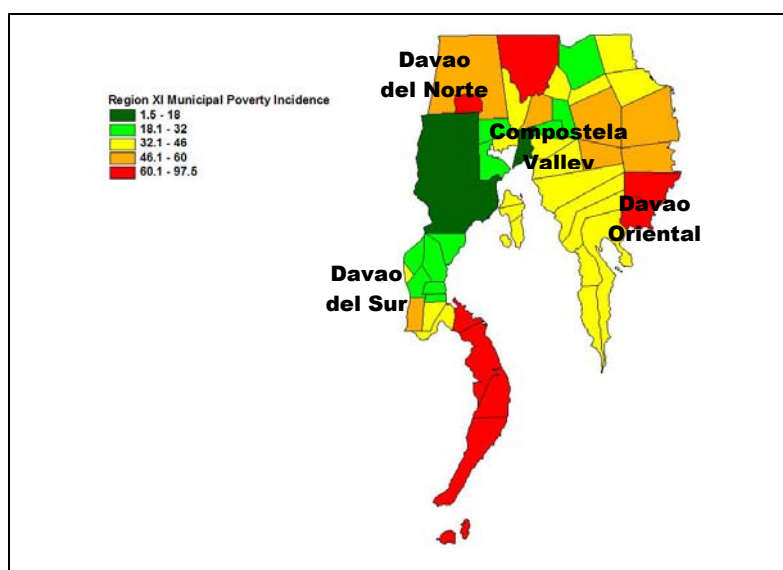 Region XI Municipal Poverty Incidence
1.5 - 18
18.1 - 32
32.1 - 46
46.1 - 60
60.1 - 97.5
Davao
del Norte
Compostela
Valley
Davao
Oriental
Davao
del Sur